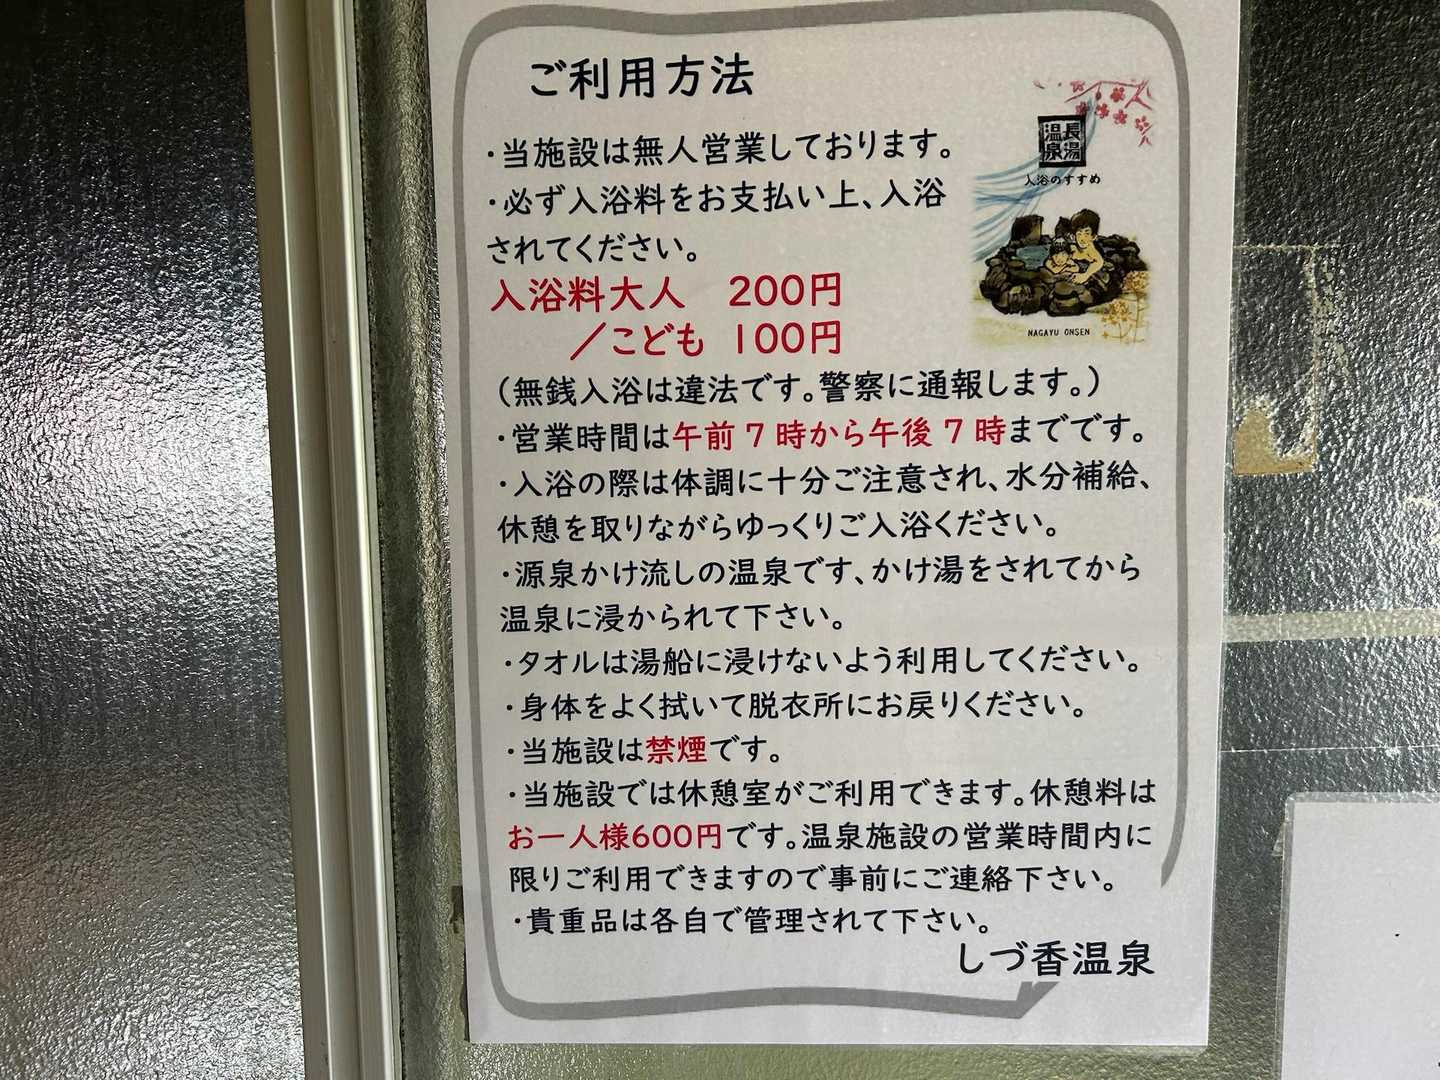 ご利用方法
長湯温泉
入浴のすすめ
NAGAYU ONSEN
・当施設は無人営業しております。
・必ず入浴料をお支払い上、入浴
されてください。
入浴料大人 200円
／こども 100円
（無銭入浴は違法です。警察に通報します。）
・営業時間は午前7時から午後7時までです。
・入浴の際は体調に十分ご注意され、水分補給、
休憩を取りながらゆっくりご入浴ください。
・源泉かけ流しの温泉です、かけ湯をされてから
温泉に浸かられて下さい。
・タオルは湯船に浸けないよう利用してください。
・身体をよく拭いて脱衣所にお戻りください。
・当施設は禁煙です。
・当施設では休憩室がご利用できます。休憩料は
お一人様600円です。温泉施設の営業時間内に
限りご利用できますので事前にご連絡下さい。
・貴重品は各自で管理されて下さい。
しづ香温泉